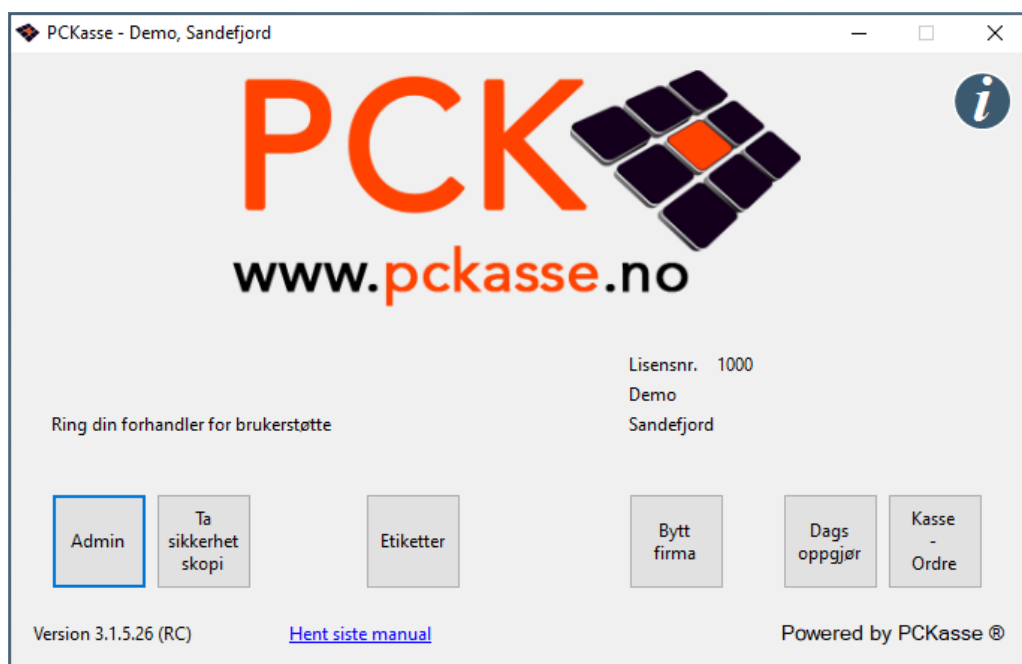 PCKasse - Demo, Sandefjord
PCK
i
www.pckasse.no
Lisensnr. 1000
Demo
Ring din forhandler for brukerstøtte
Sandefjord
Admin
Ta
sikkerhet
skopi
Etiketter
Bytt
firma
Dags
oppgjør
Kasse
-
Ordre
Version 3.1.5.26 (RC)
Hent siste manual
Powered by PCKasse ®